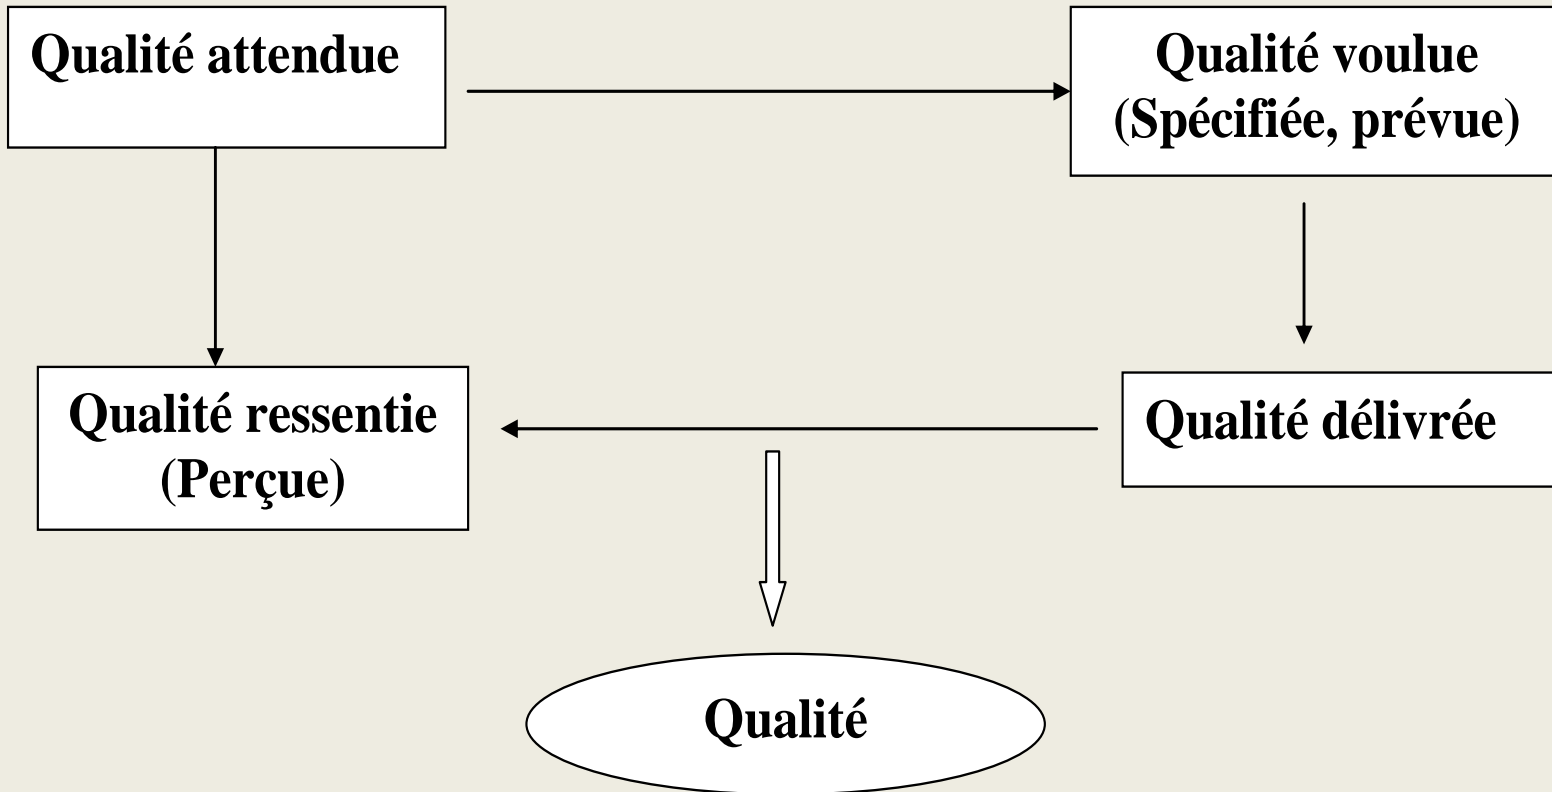 Qualité attendue
Qualité voulue
(Spécifiée, prévue)
Qualité ressentie
(Perçue)
Qualité délivrée
Qualité